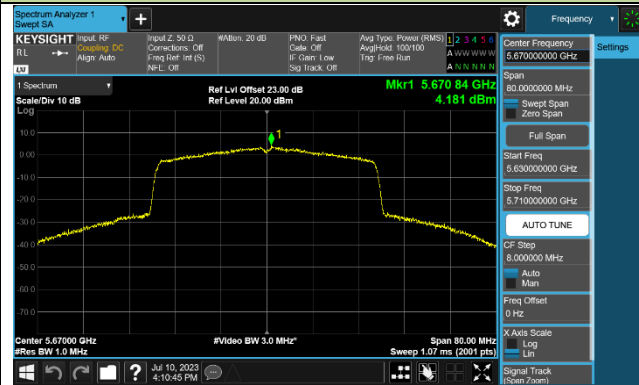 Spectrum Analyzer 1
Swept SA
Frequency
KEYSIGHT Input: RF Input Z: 50 Ω #Atten: 20 dB PNO: Fast Avg Type: Power (RMS) 1 2 3 4 5 6
RL Coupling: DC Corrections: Off Gate: Off Avg|Hold: 100/100 A W W W W W
Align: Auto Freq Ref: Int (S) IF Gain: Low Trig: Free Run
NFE: Off Sig Track: Off A N N N N N
LXI
1 Spectrum
Scale/Div 10 dB
Ref Lvl Offset 23.00 dB
Ref Level 20.00 dBm
Mkr1 5.670 84 GHz
4.181 dBm
Log
10.0
0.00
-10.0
-20.0
-30.0
-40.0
-50.0
-60.0
-70.0
1
Center 5.67000 GHz
#Res BW 1.0 MHz
#Video BW 3.0 MHz*
Span 80.00 MHz
Sweep 1.07 ms (2001 pts)
Jul 10, 2023
4:10:45 PM
Center Frequency
5.670000000 GHz
Settings
Span
80.0000000 MHz
Swept Span
Zero Span
Full Span
Start Freq
5.630000000 GHz
Stop Freq
5.710000000 GHz
AUTO TUNE
CF Step
8.000000 MHz
Auto
Man
Freq Offset
0 Hz
X Axis Scale
Log
Lin
Signal Track
(Span Zoom)